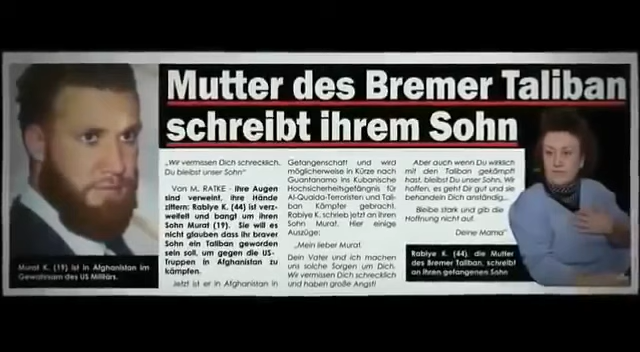 Mutter des Bremer Taliban
schreibt ihrem Sohn
„Wir vermissen Dich schrecklich.
Du bleibst unser Sohn"
Von M. RATKE - Ihre Augen
sind verweint, ihre Hände
zittern: Rabiye K. (44) ist verz-
weifelt und bangt um ihren
Sohn Murat (19). Sie will es
nicht glauben dass ihr braver
Sohn ein Taliban geworden
sein soll, um gegen die US-
Truppen in Afghanistan zu
kämpfen.
Jetzt ist er in Afghanistan in
Gefangenschaft und wird
möglicherweise in Kürze nach
Guantanamo ins Kubanische
Hochsicherheitsgefängnis für
Al-Quaida-Terroristen und Tali-
ban Kämpfer gebracht.
Rabiye K. schrieb jetzt an ihren
Sohn Murat. Hier einige
Auszüge:
„Mein lieber Murat.
Dein Vater und ich machen
uns solche Sorgen um Dich.
Wir vermissen Dich schrecklich
und haben große Angst!
Aber auch wenn Du wirklich
mit den Taliban gekämpft
hast, bleibst Du unser Sohn. Wir
hoffen, es geht Dir gut und sie
behandeln Dich anständig...
Bleibe stark und gib die
Hoffnung nicht auf.
Deine Mama"
Murat K. (19) ist in Afghanistan im
Gewahrsam des US Militärs.
Rabiye K. (44), die Mutter
des Bremer Taliban, schreibt
an ihren gefangenen Sohn